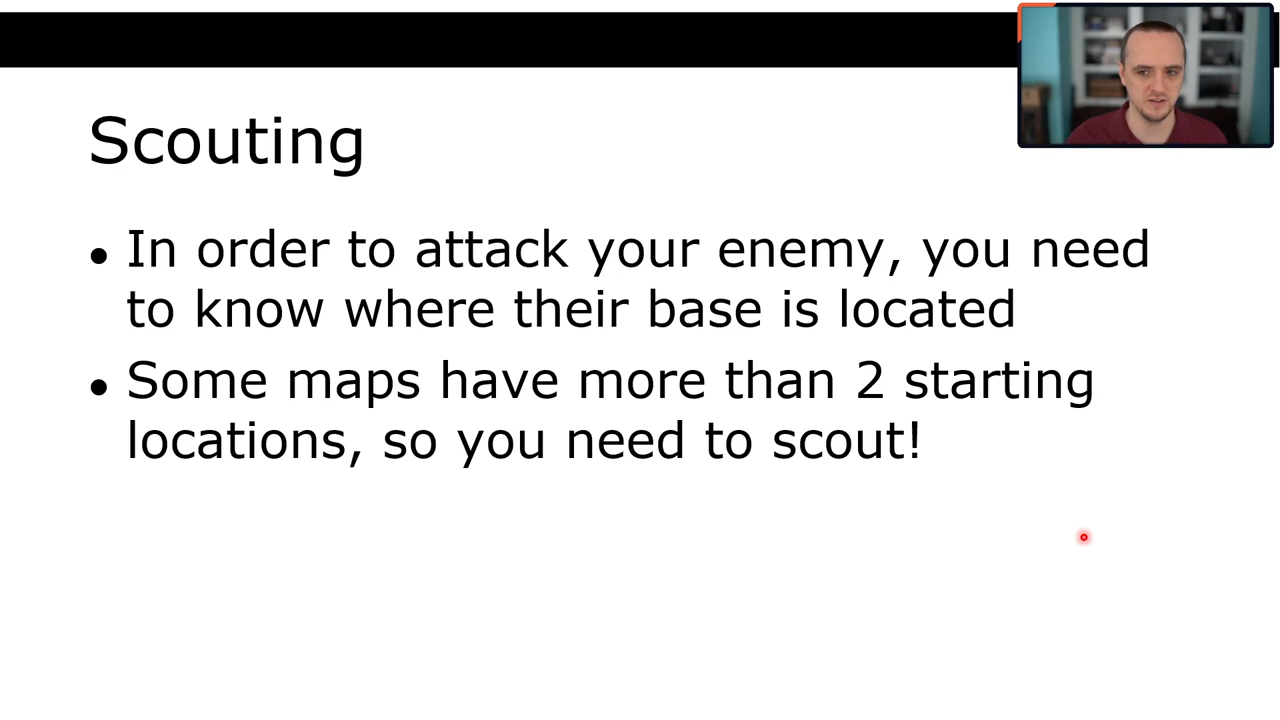 Scouting
• In order to attack your enemy, you need
to know where their base is located
• Some maps have more than 2 starting
locations, so you need to scout!